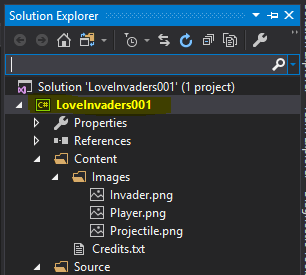 Solution Explorer
Solution 'LoveInvaders001' (1 project)
C# LoveInvaders001
Properties
References
Content
Images
Invader.png
Player.png
Projectile.png
Credits.txt
Source